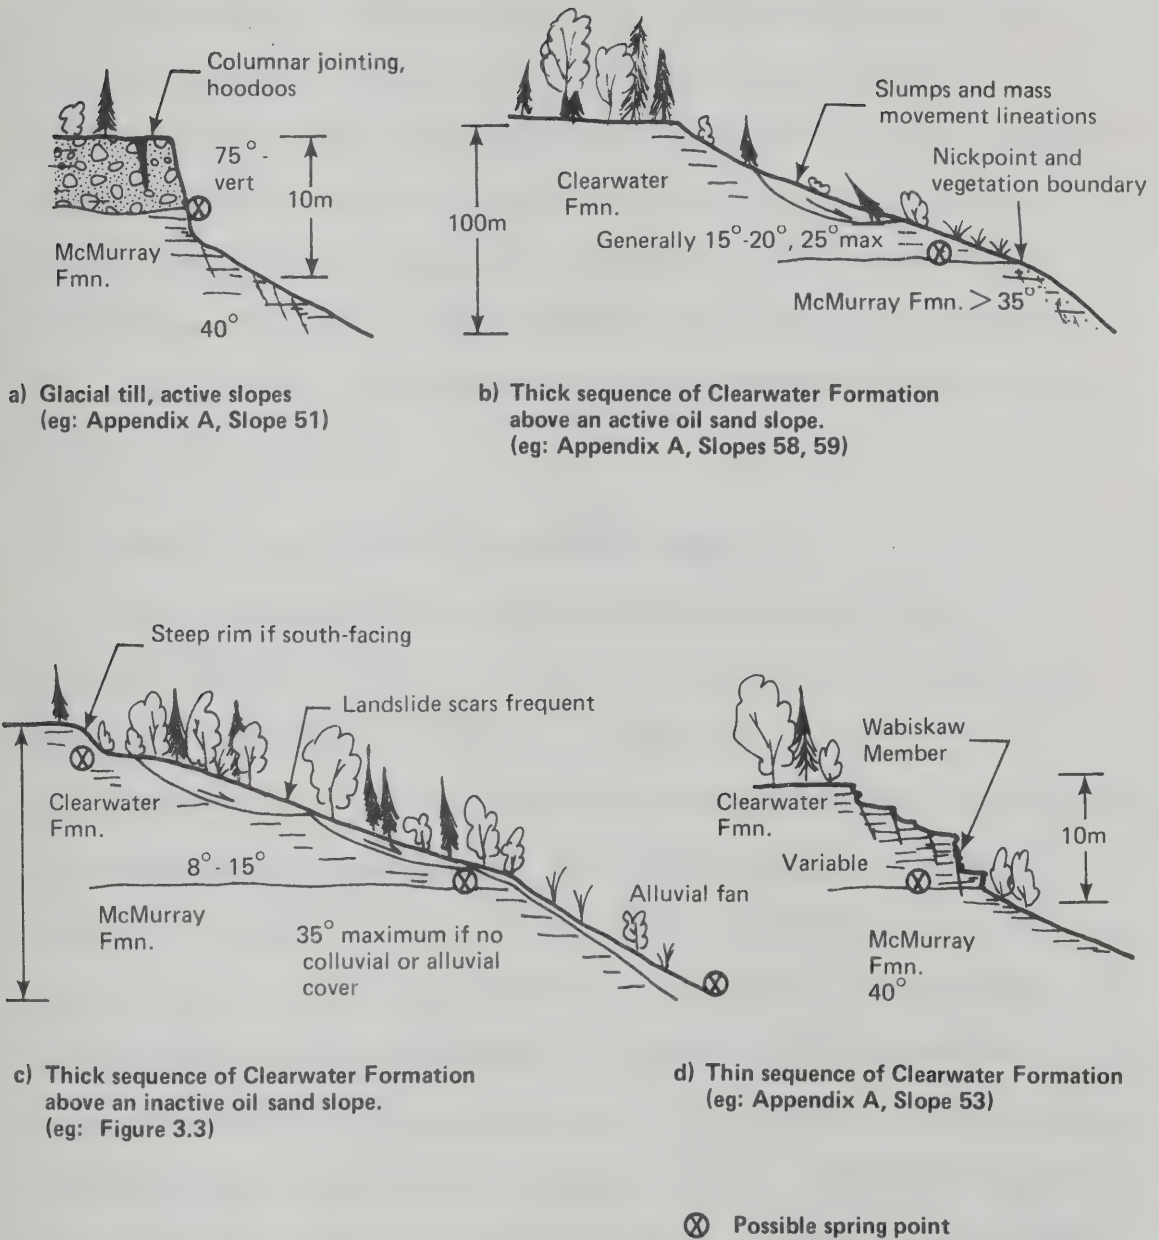 Columnar jointing,
hoodoos
75° -
vert
10m
McMurray
Fmn.
40°
a) Glacial till, active slopes
(eg: Appendix A, Slope 51)
Slumps and mass
movement lineations
Nickpoint and
vegetation boundary
Clearwater
Fmn.
100m
Generally 15°-20°, 25° max
McMurray Fmn. > 35°
b) Thick sequence of Clearwater Formation
above an active oil sand slope.
(eg: Appendix A, Slopes 58, 59)
Steep rim if south-facing
Landslide scars frequent
Clearwater
Fmn.
8° - 15°
McMurray
Fmn.
35° maximum if no
colluvial or alluvial
cover
Alluvial fan
c) Thick sequence of Clearwater Formation
above an inactive oil sand slope.
(eg: Figure 3.3)
Wabiskaw
Member
Clearwater
Fmn.
10m
Variable
McMurray
Fmn.
40°
d) Thin sequence of Clearwater Formation
(eg: Appendix A, Slope 53)
Possible spring point